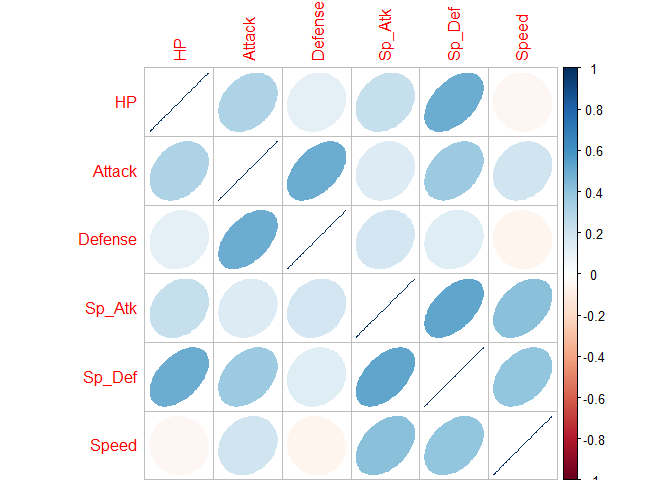 HP Attack Defense Sp_Atk Sp_Def Speed
1
HP
0.8
0.6
Attack
0.4
0.2
Defense
0
-0.2
Sp_Atk
-0.4
Sp_Def
-0.6
-0.8
Speed
-1